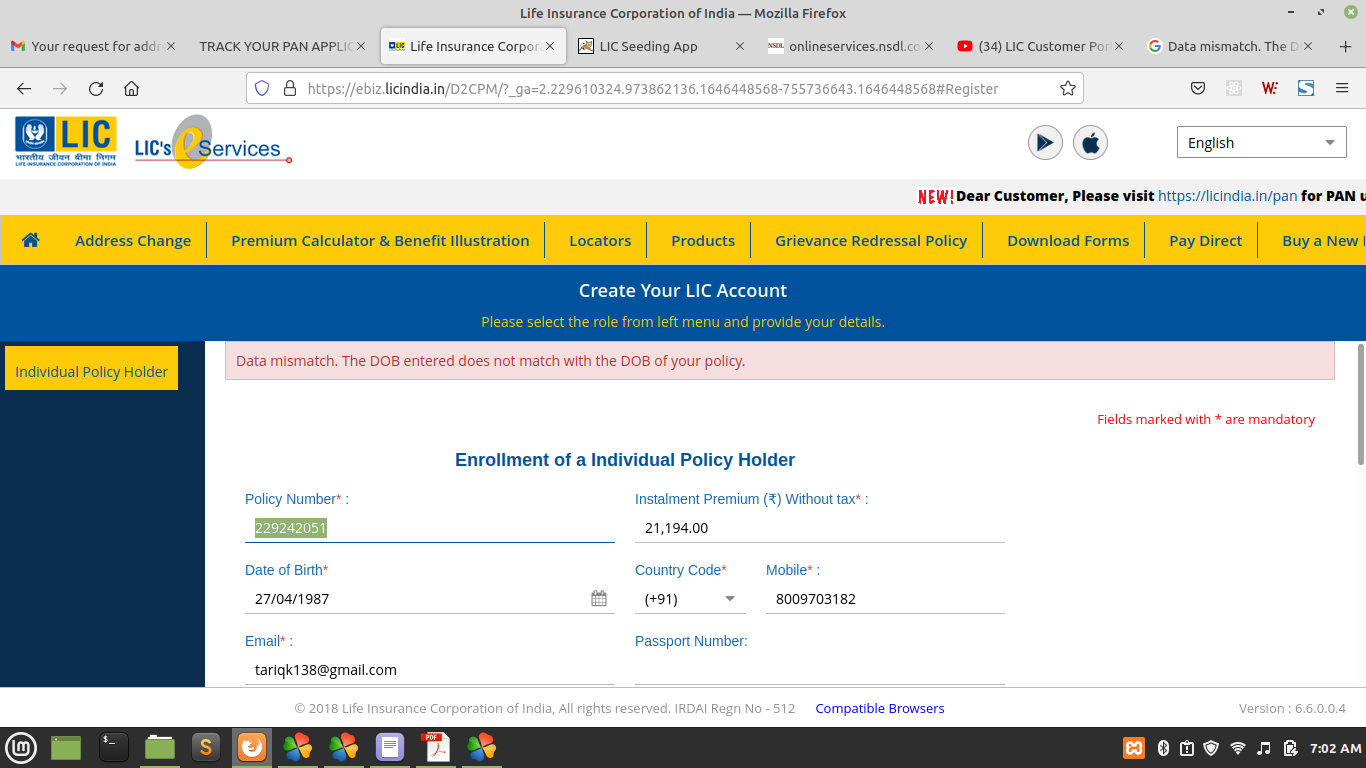 Life Insurance Corporation of India — Mozilla Firefox
Your request for addre
TRACK YOUR PAN APPLIC
Life Insurance Corpora
LIC Seeding App
onlineservices.nsdl.co
(34) LIC Customer Por
Data mismatch. The D
https://ebiz.licindia.in/D2CPM/?_ga=2.229610324.973862136.1646448568-755736643.1646448568#Register
LIC
भारतीय जीवन बीमा निगम
LIFE INSURANCE CORPORATION OF INDIA
LIC's eServices
English
NEW! Dear Customer, Please visit https://licindia.in/pan for PAN u
Address Change
Premium Calculator & Benefit Illustration
Locators
Products
Grievance Redressal Policy
Download Forms
Pay Direct
Buy a New
Create Your LIC Account
Please select the role from left menu and provide your details.
Individual Policy Holder
Data mismatch. The DOB entered does not match with the DOB of your policy.
Fields marked with * are mandatory
Enrollment of a Individual Policy Holder
Policy Number* :
Instalment Premium (₹) Without tax* :
229242051
21,194.00
Date of Birth*
Country Code*
Mobile* :
27/04/1987
(+91)
8009703182
Email* :
Passport Number:
tariqk138@gmail.com
© 2018 Life Insurance Corporation of India, All rights reserved. IRDAI Regn No - 512
Compatible Browsers
Version : 6.6.0.0.4
7:02 AM